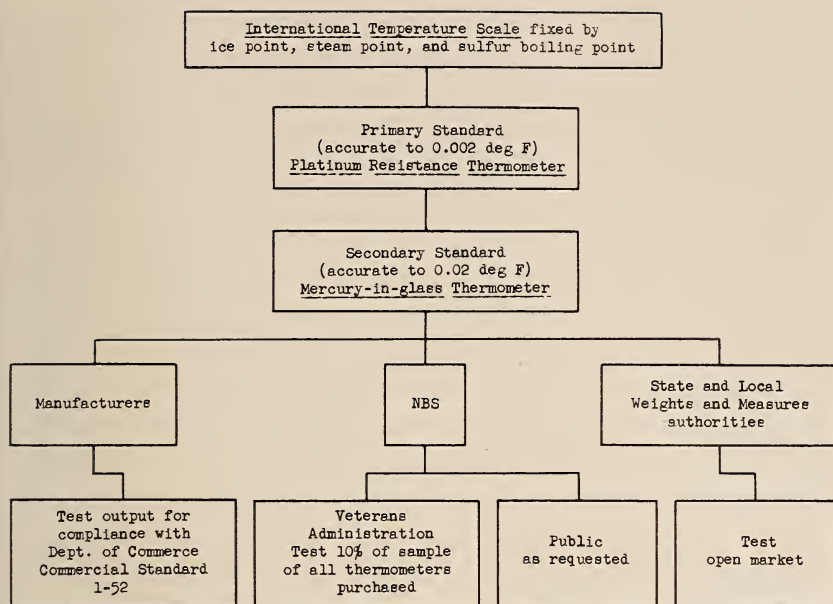 International Temperature Scale fixed by
ice point, steam point, and sulfur boiling point
Primary Standard
(accurate to 0.002 deg F)
Platinum Resistance Thermometer
Secondary Standard
(accurate to 0.02 deg F)
Mercury-in-glass Thermometer
Manufacturers
NBS
State and Local
Weights and Measures
authorities
Test output for
compliance with
Dept. of Commerce
Commercial Standard
1-52
Veterans
Administration
Test 10% of sample
of all thermometers
purchased
Public
as requested
Test
open market